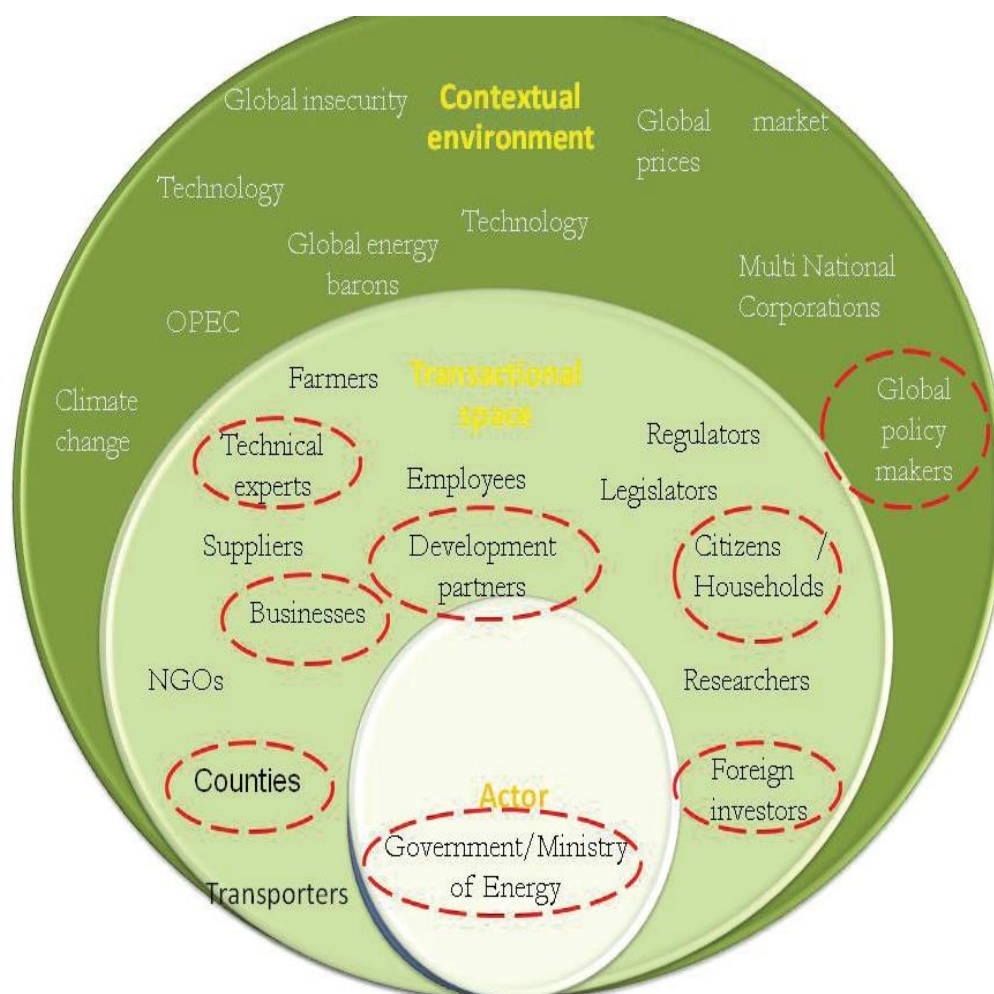 Global insecurity
Contextual
environment
Global market
prices
Technology
Technology
Global energy
barons
Multi National
Corporations
OPEC
Climate
change
Global
policy
makers
Farmers
Transactional
space
Technical
experts
Employees
Regulators
Legislators
Suppliers
Development
partners
Citizens /
Households
Businesses
NGOs
Researchers
Counties
Foreign
investors
Actor
Government/Ministry
of Energy
Transporters